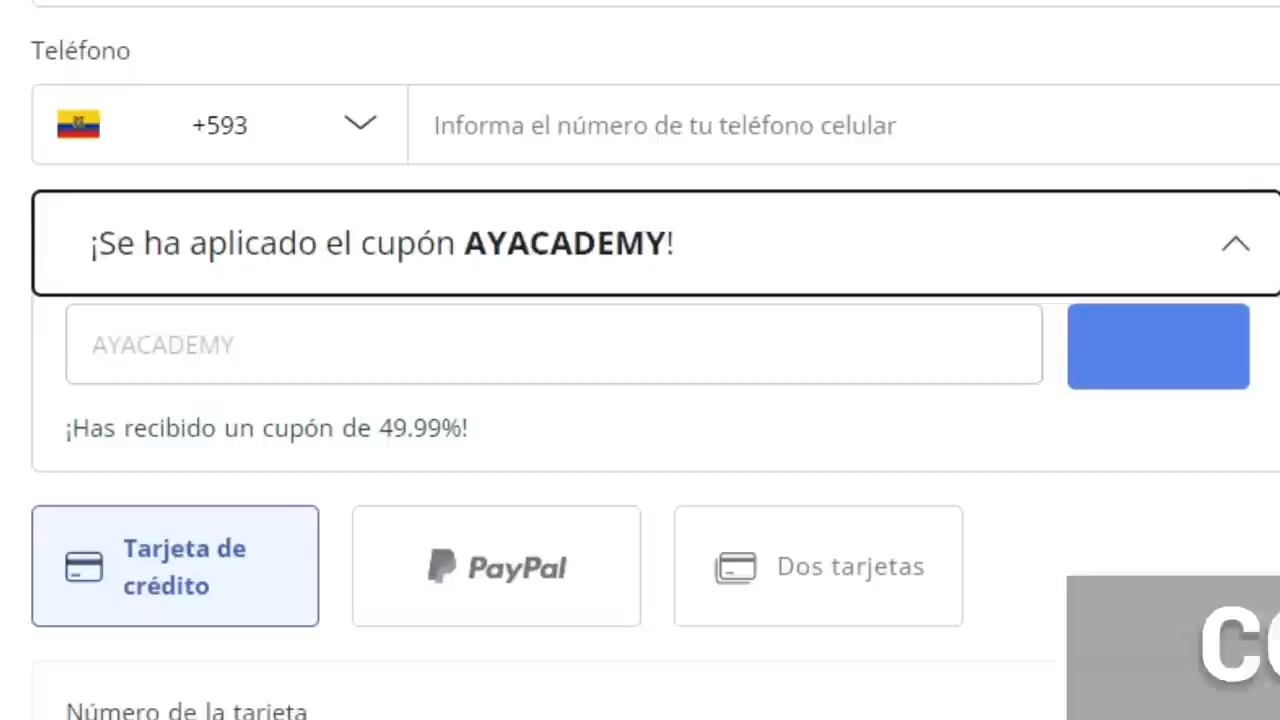 Teléfono
+593
Informa el número de tu teléfono celular
¡Se ha aplicado el cupón AYACADEMY!
AYACADEMY
¡Has recibido un cupón de 49.99%!
Tarjeta de
crédito
PayPal
Dos tarjetas
Número de la tarjeta